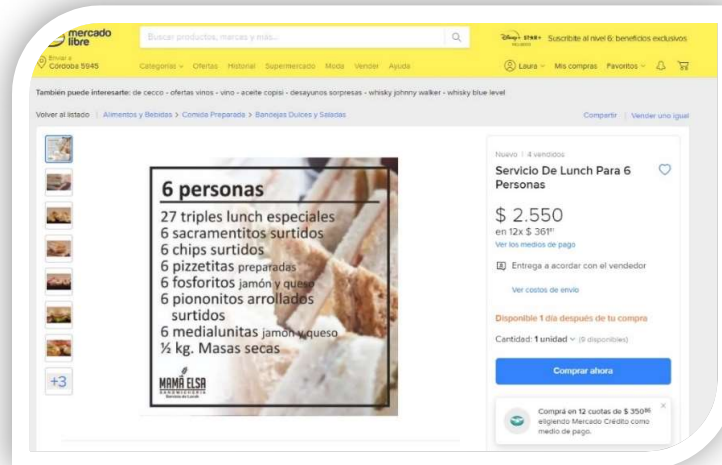 mercado
libre
Buscar productos, marcas y más...
Disney+ STAR+ Suscribite al nivel 6: beneficios exclusivos
Enviar a
Córdoba 5945
Categorías Ofertas Historial Supermercado Moda Vender Ayuda
Laura Mis compras Favoritos
También puede interesarte: de cecco - ofertas vinos - vino - aceite copisi - desayunos sorpresas - whisky johnny walker - whisky blue level
Volver al listado | Alimentos y Bebidas > Comida Preparada > Bandejas Dulces y Saladas
Compartir | Vender uno igual
+3
6 personas
27 triples lunch especiales
6 sacramentitos surtidos
6 chips surtidos
6 pizzetitas preparadas
6 fosforitos jamón y queso
6 piononitos arrollados
surtidos
6 medialunitas jamón y queso
½ kg. Masas secas
MAMÁ ELSA
SANDWICHERIA
Servicio de Lunch
Nuevo | 4 vendidos
Servicio De Lunch Para 6
Personas
$ 2.550
en 12x $ 361
Ver los medios de pago
Entrega a acordar con el vendedor
Ver costos de envío
Disponible 1 día después de tu compra
Cantidad: 1 unidad (9 disponibles)
Comprar ahora
Comprá en 12 cuotas de $ 350
eligiendo Mercado Crédito como
medio de pago.